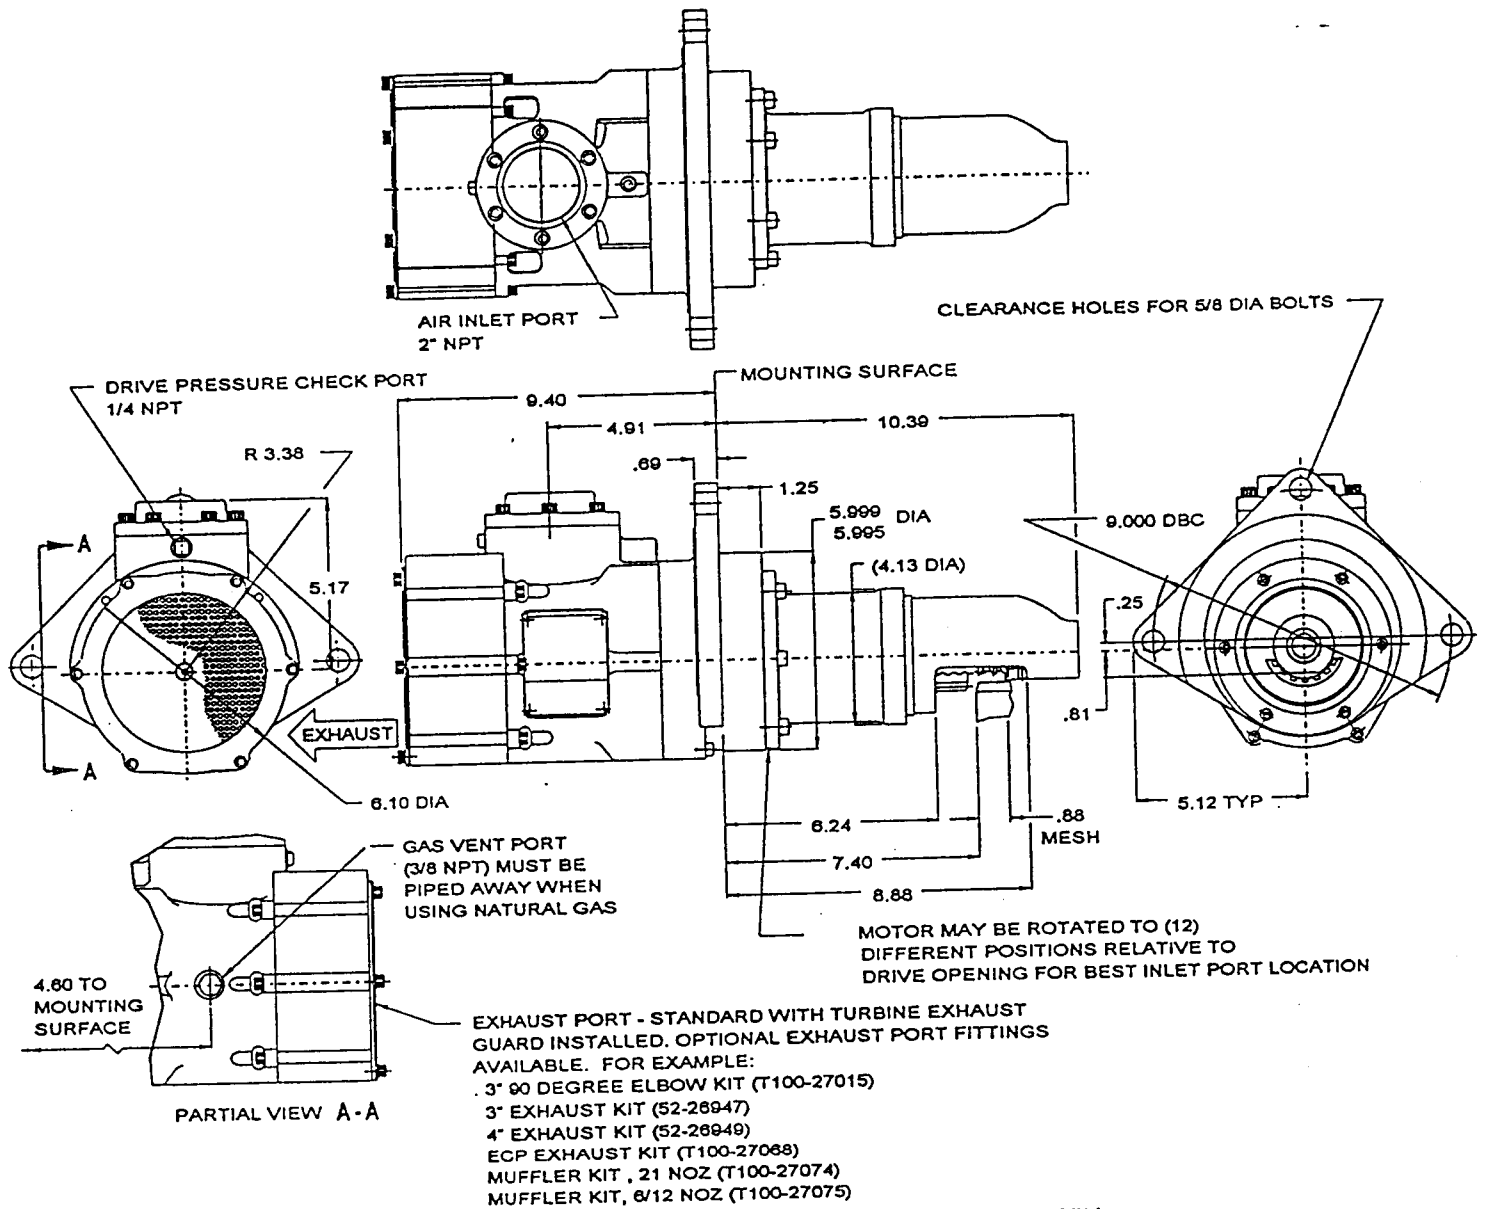 AIR INLET PORT
2" NPT
CLEARANCE HOLES FOR 5/8 DIA BOLTS
DRIVE PRESSURE CHECK PORT
1/4 NPT
MOUNTING SURFACE
9.40
4.91
10.39
R 3.38
.69
1.25
5.999 DIA
5.995
9.000 DBC
A
5.17
(4.13 DIA)
.25
.81
EXHAUST
A
6.10 DIA
5.12 TYP
6.24
.88
MESH
7.40
8.88
GAS VENT PORT
(3/8 NPT) MUST BE
PIPED AWAY WHEN
USING NATURAL GAS
MOTOR MAY BE ROTATED TO (12)
DIFFERENT POSITIONS RELATIVE TO
DRIVE OPENING FOR BEST INLET PORT LOCATION
4.60 TO
MOUNTING
SURFACE
EXHAUST PORT - STANDARD WITH TURBINE EXHAUST
GUARD INSTALLED. OPTIONAL EXHAUST PORT FITTINGS
AVAILABLE. FOR EXAMPLE:
3" 90 DEGREE ELBOW KIT (T100-27015)
3" EXHAUST KIT (52-26947)
4" EXHAUST KIT (52-26949)
ECP EXHAUST KIT (T100-27068)
MUFFLER KIT , 21 NOZ (T100-27074)
MUFFLER KIT, 6/12 NOZ (T100-27075)
PARTIAL VIEW A-A